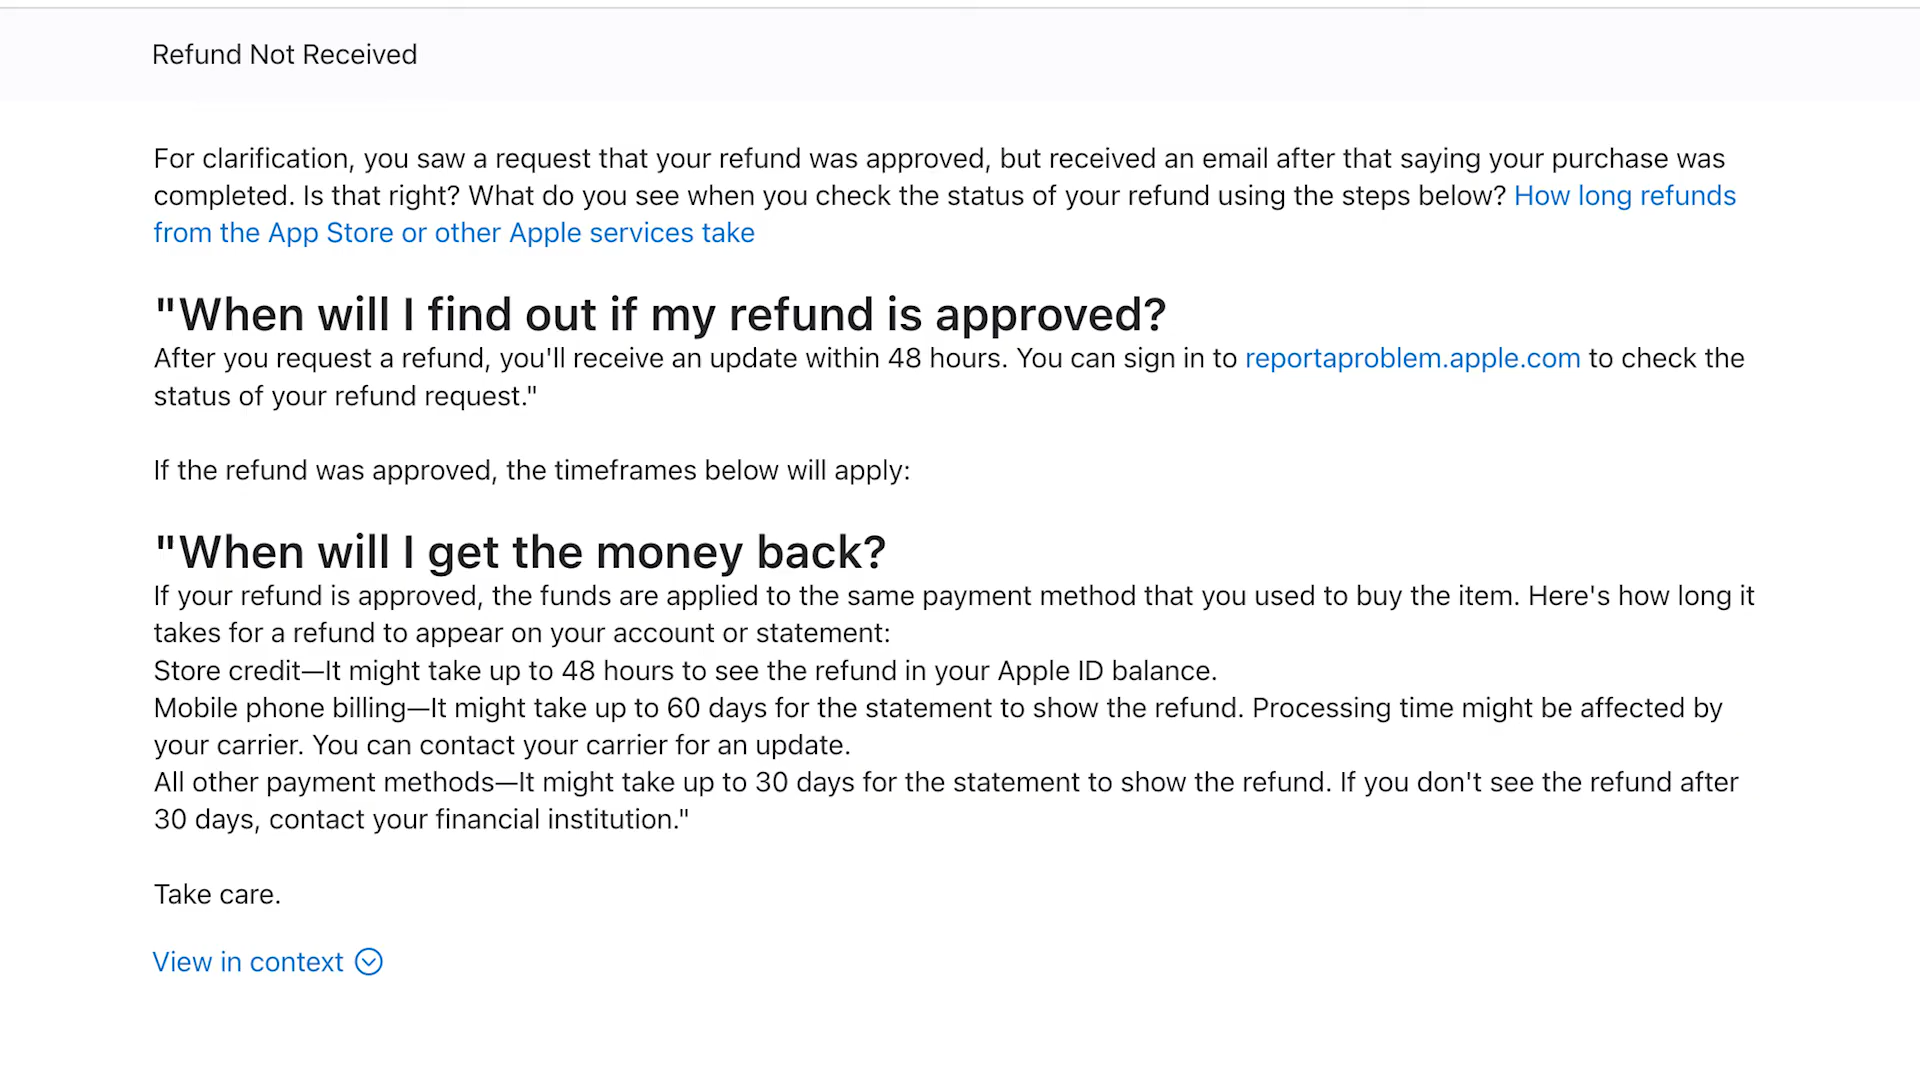 Refund Not Received
For clarification, you saw a request that your refund was approved, but received an email after that saying your purchase was
completed. Is that right? What do you see when you check the status of your refund using the steps below? How long refunds
from the App Store or other Apple services take
"When will I find out if my refund is approved?
After you request a refund, you'll receive an update within 48 hours. You can sign in to reportaproblem.apple.com to check the
status of your refund request."
If the refund was approved, the timeframes below will apply:
"When will I get the money back?
If your refund is approved, the funds are applied to the same payment method that you used to buy the item. Here's how long it
takes for a refund to appear on your account or statement:
Store credit—It might take up to 48 hours to see the refund in your Apple ID balance.
Mobile phone billing—It might take up to 60 days for the statement to show the refund. Processing time might be affected by
your carrier. You can contact your carrier for an update.
All other payment methods—It might take up to 30 days for the statement to show the refund. If you don't see the refund after
30 days, contact your financial institution."
Take care.
View in context